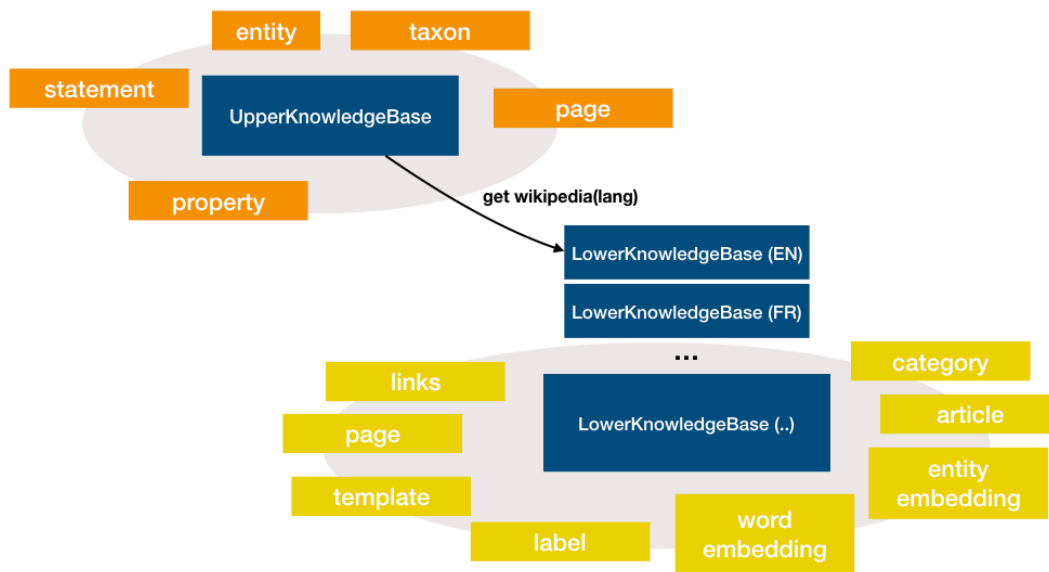 entity
taxon
statement
UpperKnowledgeBase
page
property
get wikipedia(lang)
LowerKnowledgeBase (EN)
LowerKnowledgeBase (FR)
...
category
links
article
LowerKnowledgeBase (..)
page
entity
embedding
template
word
embedding
label